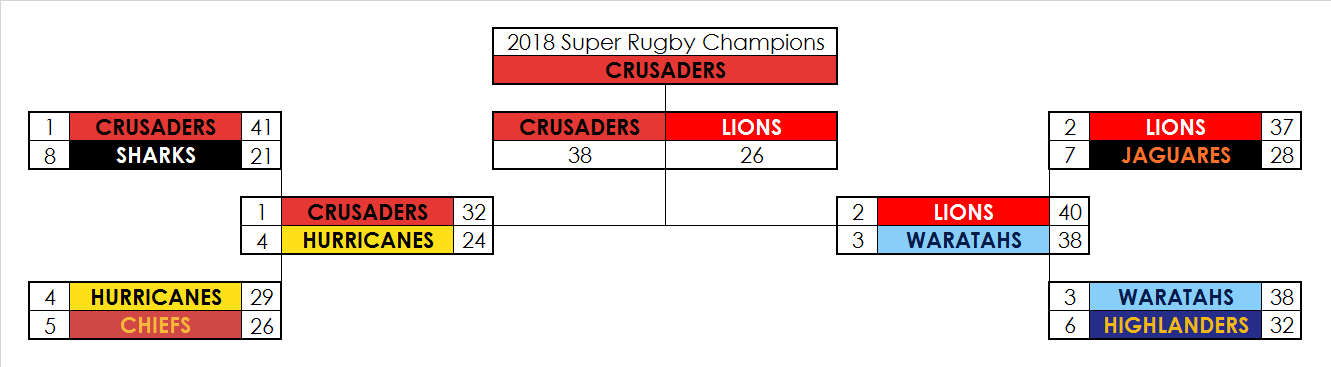 2018 Super Rugby Champions
CRUSADERS
CRUSADERS LIONS
38 26
1 CRUSADERS 41
8 SHARKS 21
2 LIONS 37
7 JAGUARES 28
1 CRUSADERS 32
4 HURRICANES 24
2 LIONS 40
3 WARATAHS 38
4 HURRICANES 29
5 CHIEFS 26
3 WARATAHS 38
6 HIGHLANDERS 32